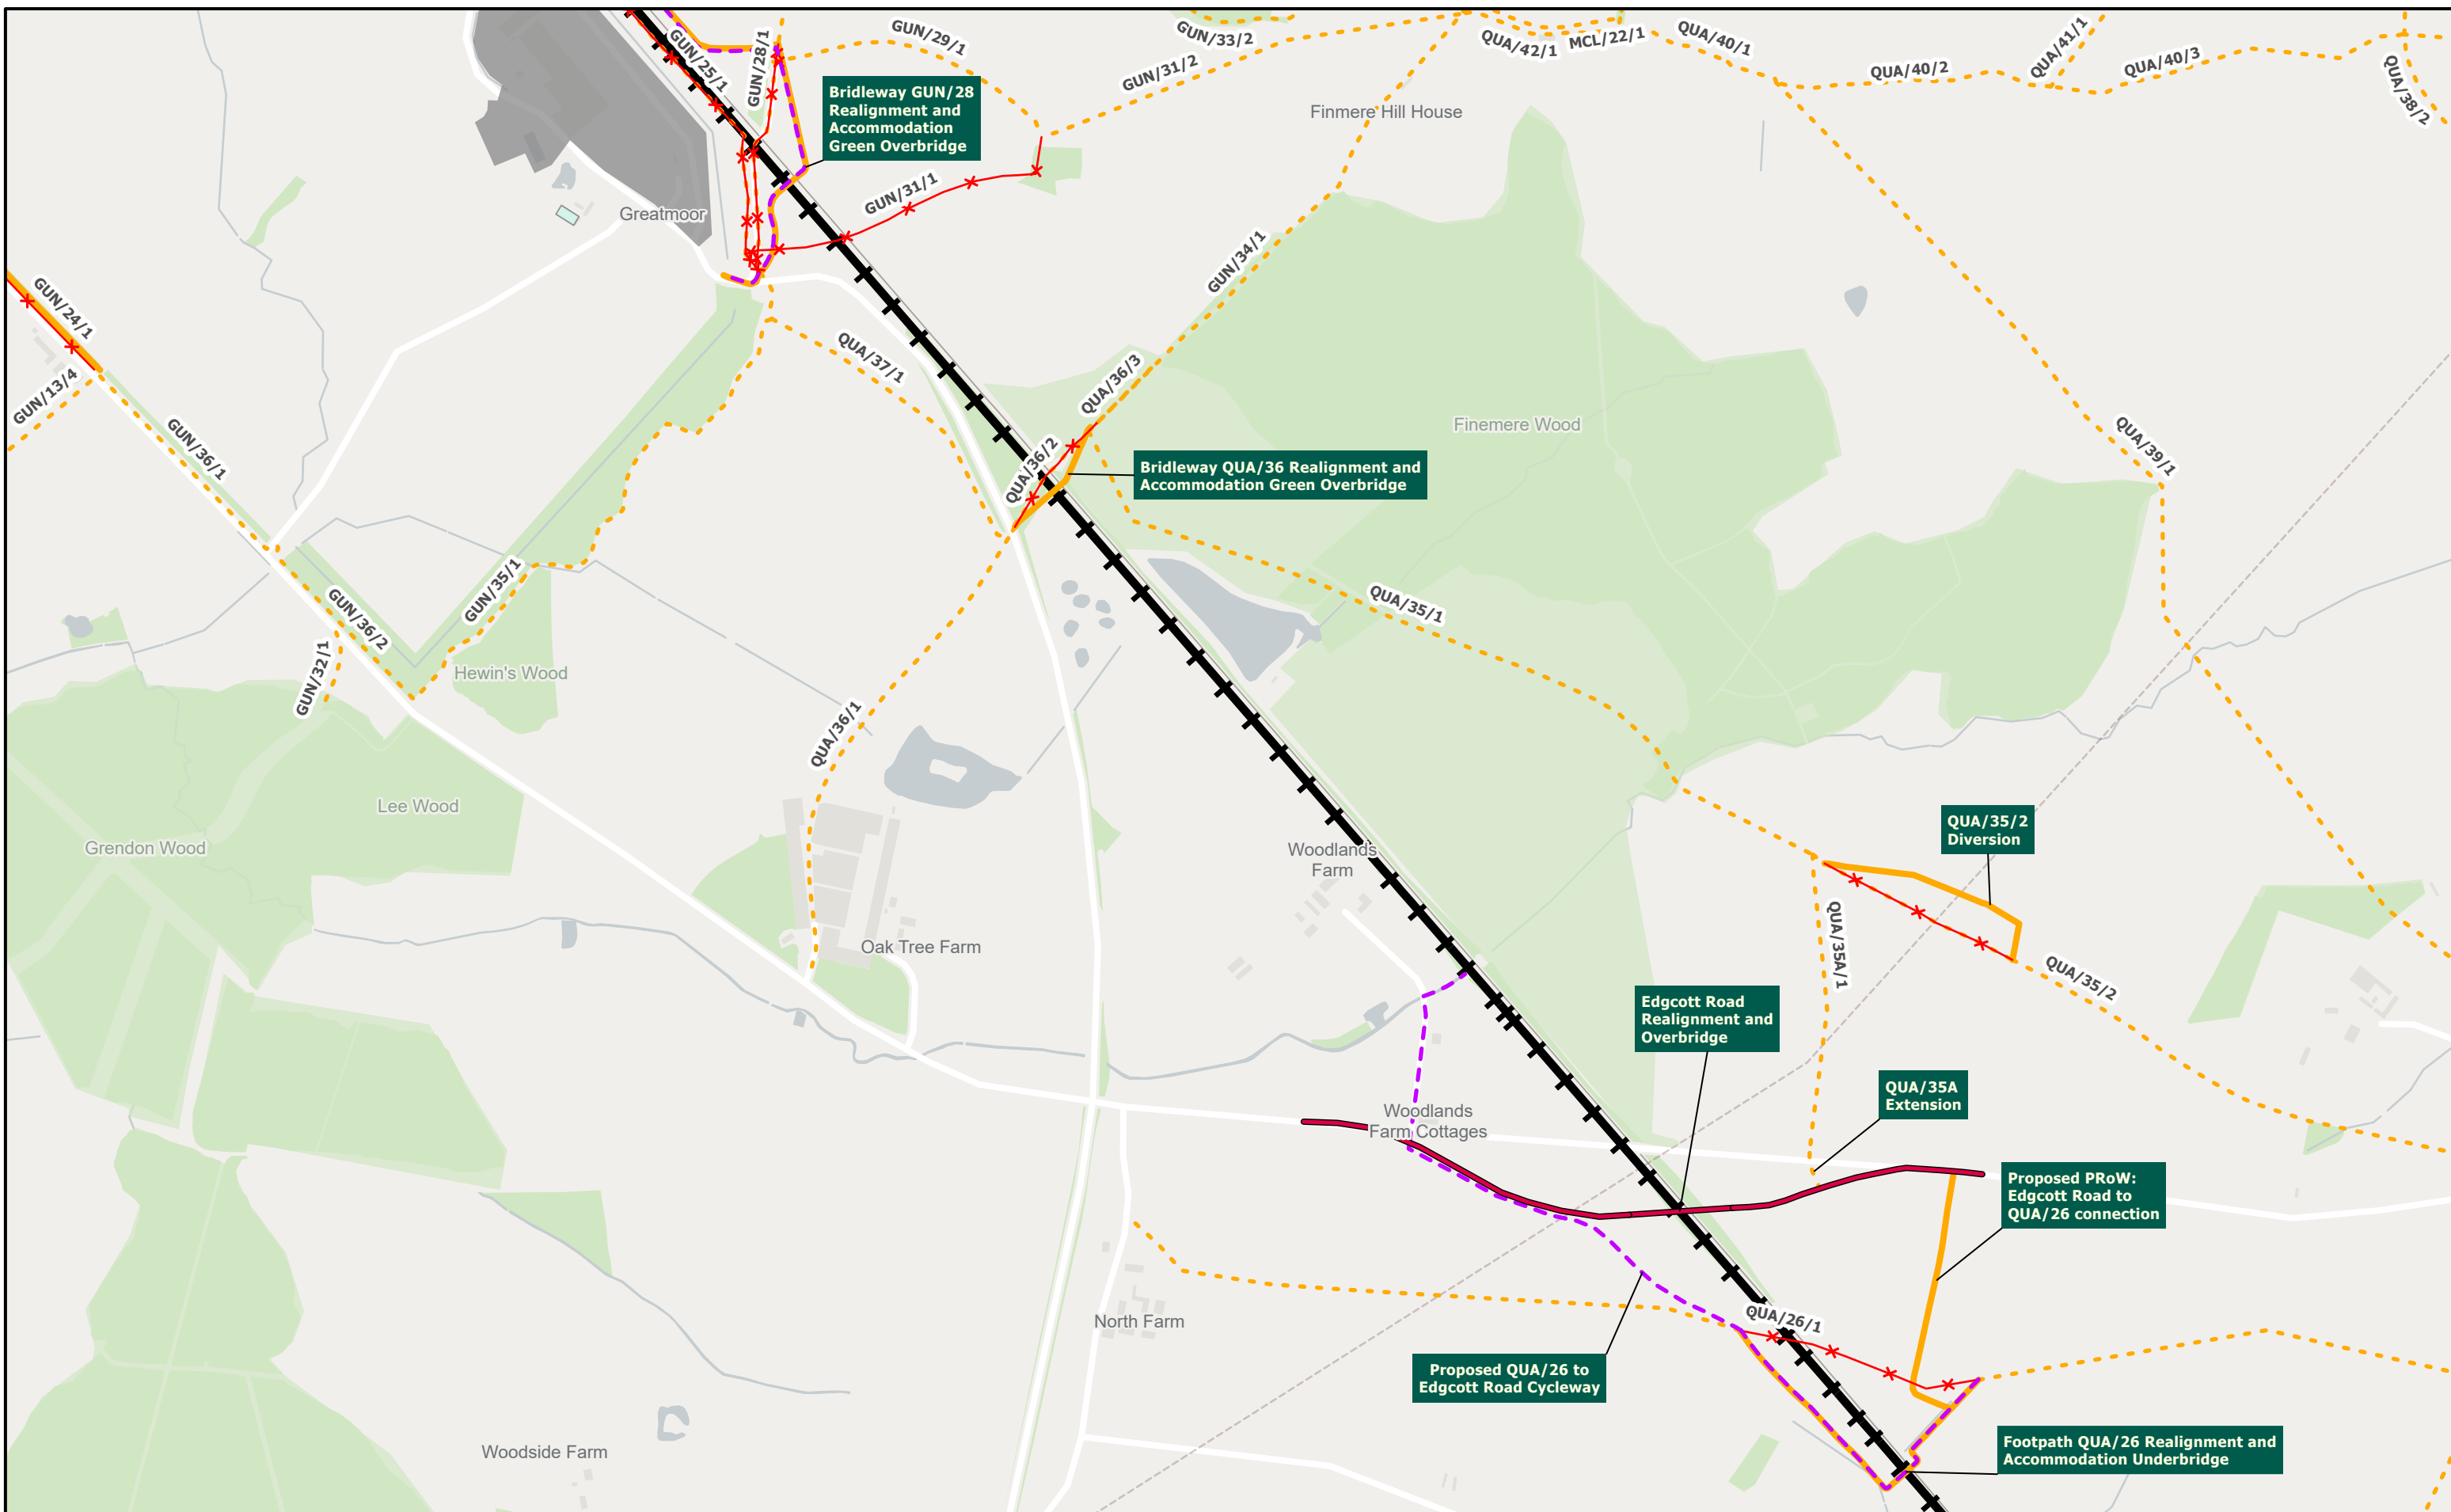 GUN/25/1
GUN/28/1
GUN/29/1
GUN/33/2
GUN/31/2
QUA/42/1
MCL/22/1
QUA/40/1
QUA/40/2
QUA/41/1
QUA/40/3
QUA/38/2
Bridleway GUN/28
Realignment and
Accommodation
Green Overbridge
Finmere Hill House
Greatmoor
GUN/31/1
GUN/34/1
GUN/24/1
GUN/13/4
GUN/36/1
QUA/37/1
QUA/36/3
QUA/36/2
Bridleway QUA/36 Realignment and
Accommodation Green Overbridge
Finemere Wood
QUA/39/1
GUN/35/1
GUN/36/2
GUN/32/1
Hewin's Wood
QUA/35/1
QUA/36/1
Lee Wood
Grendon Wood
Woodlands
Farm
QUA/35/2
Diversion
Oak Tree Farm
QUA/35A/1
QUA/35/2
Edgcott Road
Realignment and
Overbridge
QUA/35A
Extension
Woodlands
Farm Cottages
Proposed PRoW:
Edgcott Road to
QUA/26 connection
North Farm
QUA/26/1
Proposed QUA/26 to
Edgcott Road Cycleway
Woodside Farm
Footpath QUA/26 Realignment and
Accommodation Underbridge